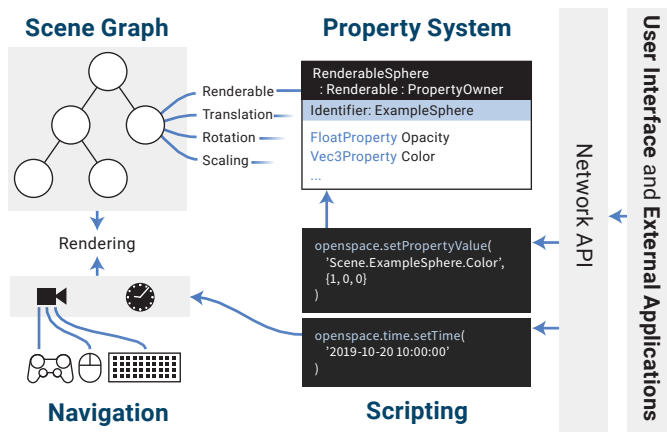 Scene Graph
Property System
Renderable
Translation
Rotation
Scaling
RenderableSphere
: Renderable : PropertyOwner
Identifier: ExampleSphere
FloatProperty Opacity
Vec3Property Color
...
Rendering
openspace.setPropertyValue(
'Scene.ExampleSphere.Color',
{1, 0, 0}
)
openspace.time.setTime(
'2019-10-20 10:00:00'
)
Navigation
Scripting
Network API
User Interface and External Applications